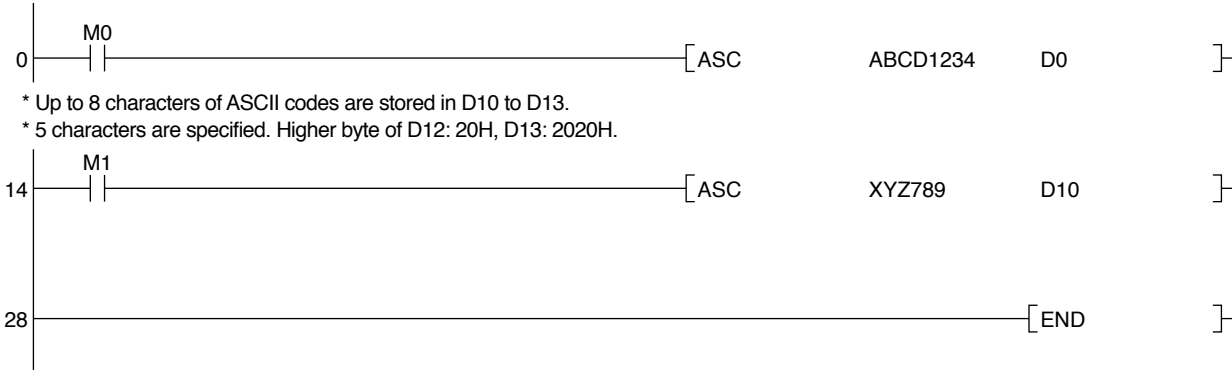 M0
0 ASC ABCD1234 D0
* Up to 8 characters of ASCII codes are stored in D10 to D13.
* 5 characters are specified. Higher byte of D12: 20H, D13: 2020H.
M1
14 ASC XYZ789 D10
28 END